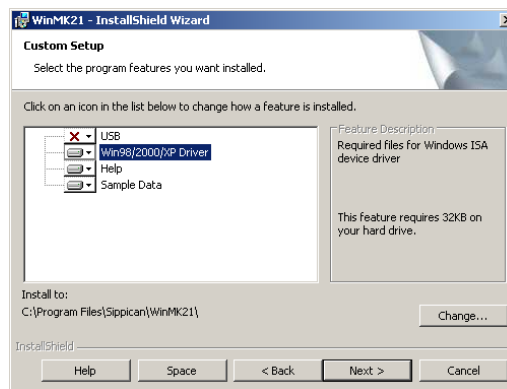 WinMK21 - InstallShield Wizard
Custom Setup
Select the program features you want installed.
Click on an icon in the list below to change how a feature is installed.
USB
Win98/2000/XP Driver
Help
Sample Data
Feature Description
Required files for Windows ISA
device driver
This feature requires 32KB on
your hard drive.
Install to:
C:\Program Files\Sippican\WinMK21\
Change...
InstallShield
Help Space < Back Next > Cancel